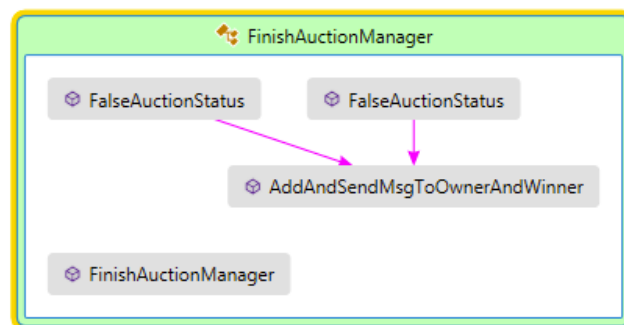 FinishAuctionManager
FalseAuctionStatus FalseAuctionStatus
AddAndSendMsgToOwnerAndWinner
FinishAuctionManager